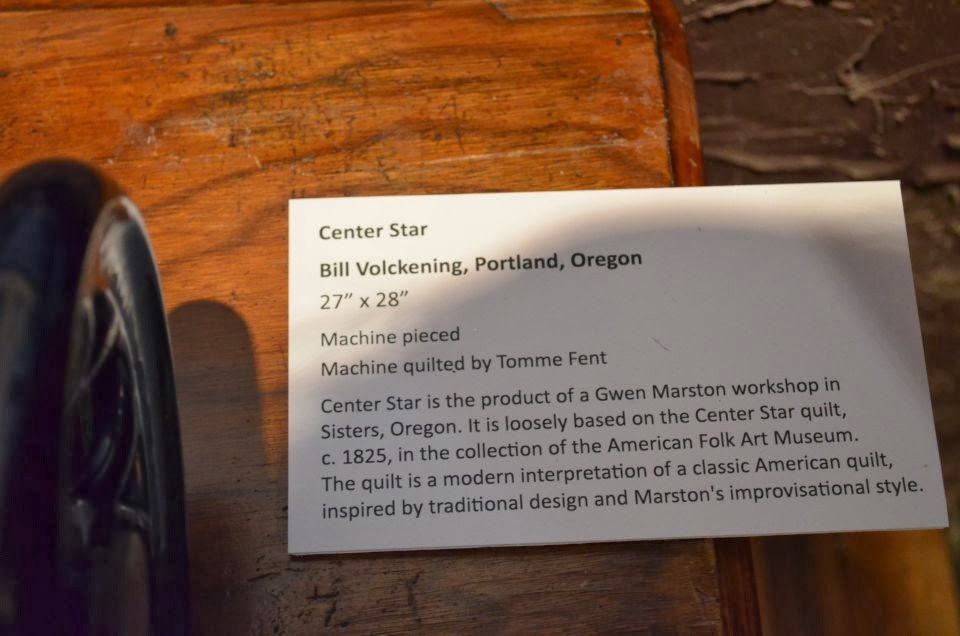 Center Star
Bill Volckening, Portland, Oregon
27” x 28”
Machine pieced
Machine quilted by Tomme Fent
Center Star is the product of a Gwen Marston workshop in
Sisters, Oregon. It is loosely based on the Center Star quilt,
c. 1825, in the collection of the American Folk Art Museum.
The quilt is a modern interpretation of a classic American quilt,
inspired by traditional design and Marston's improvisational style.